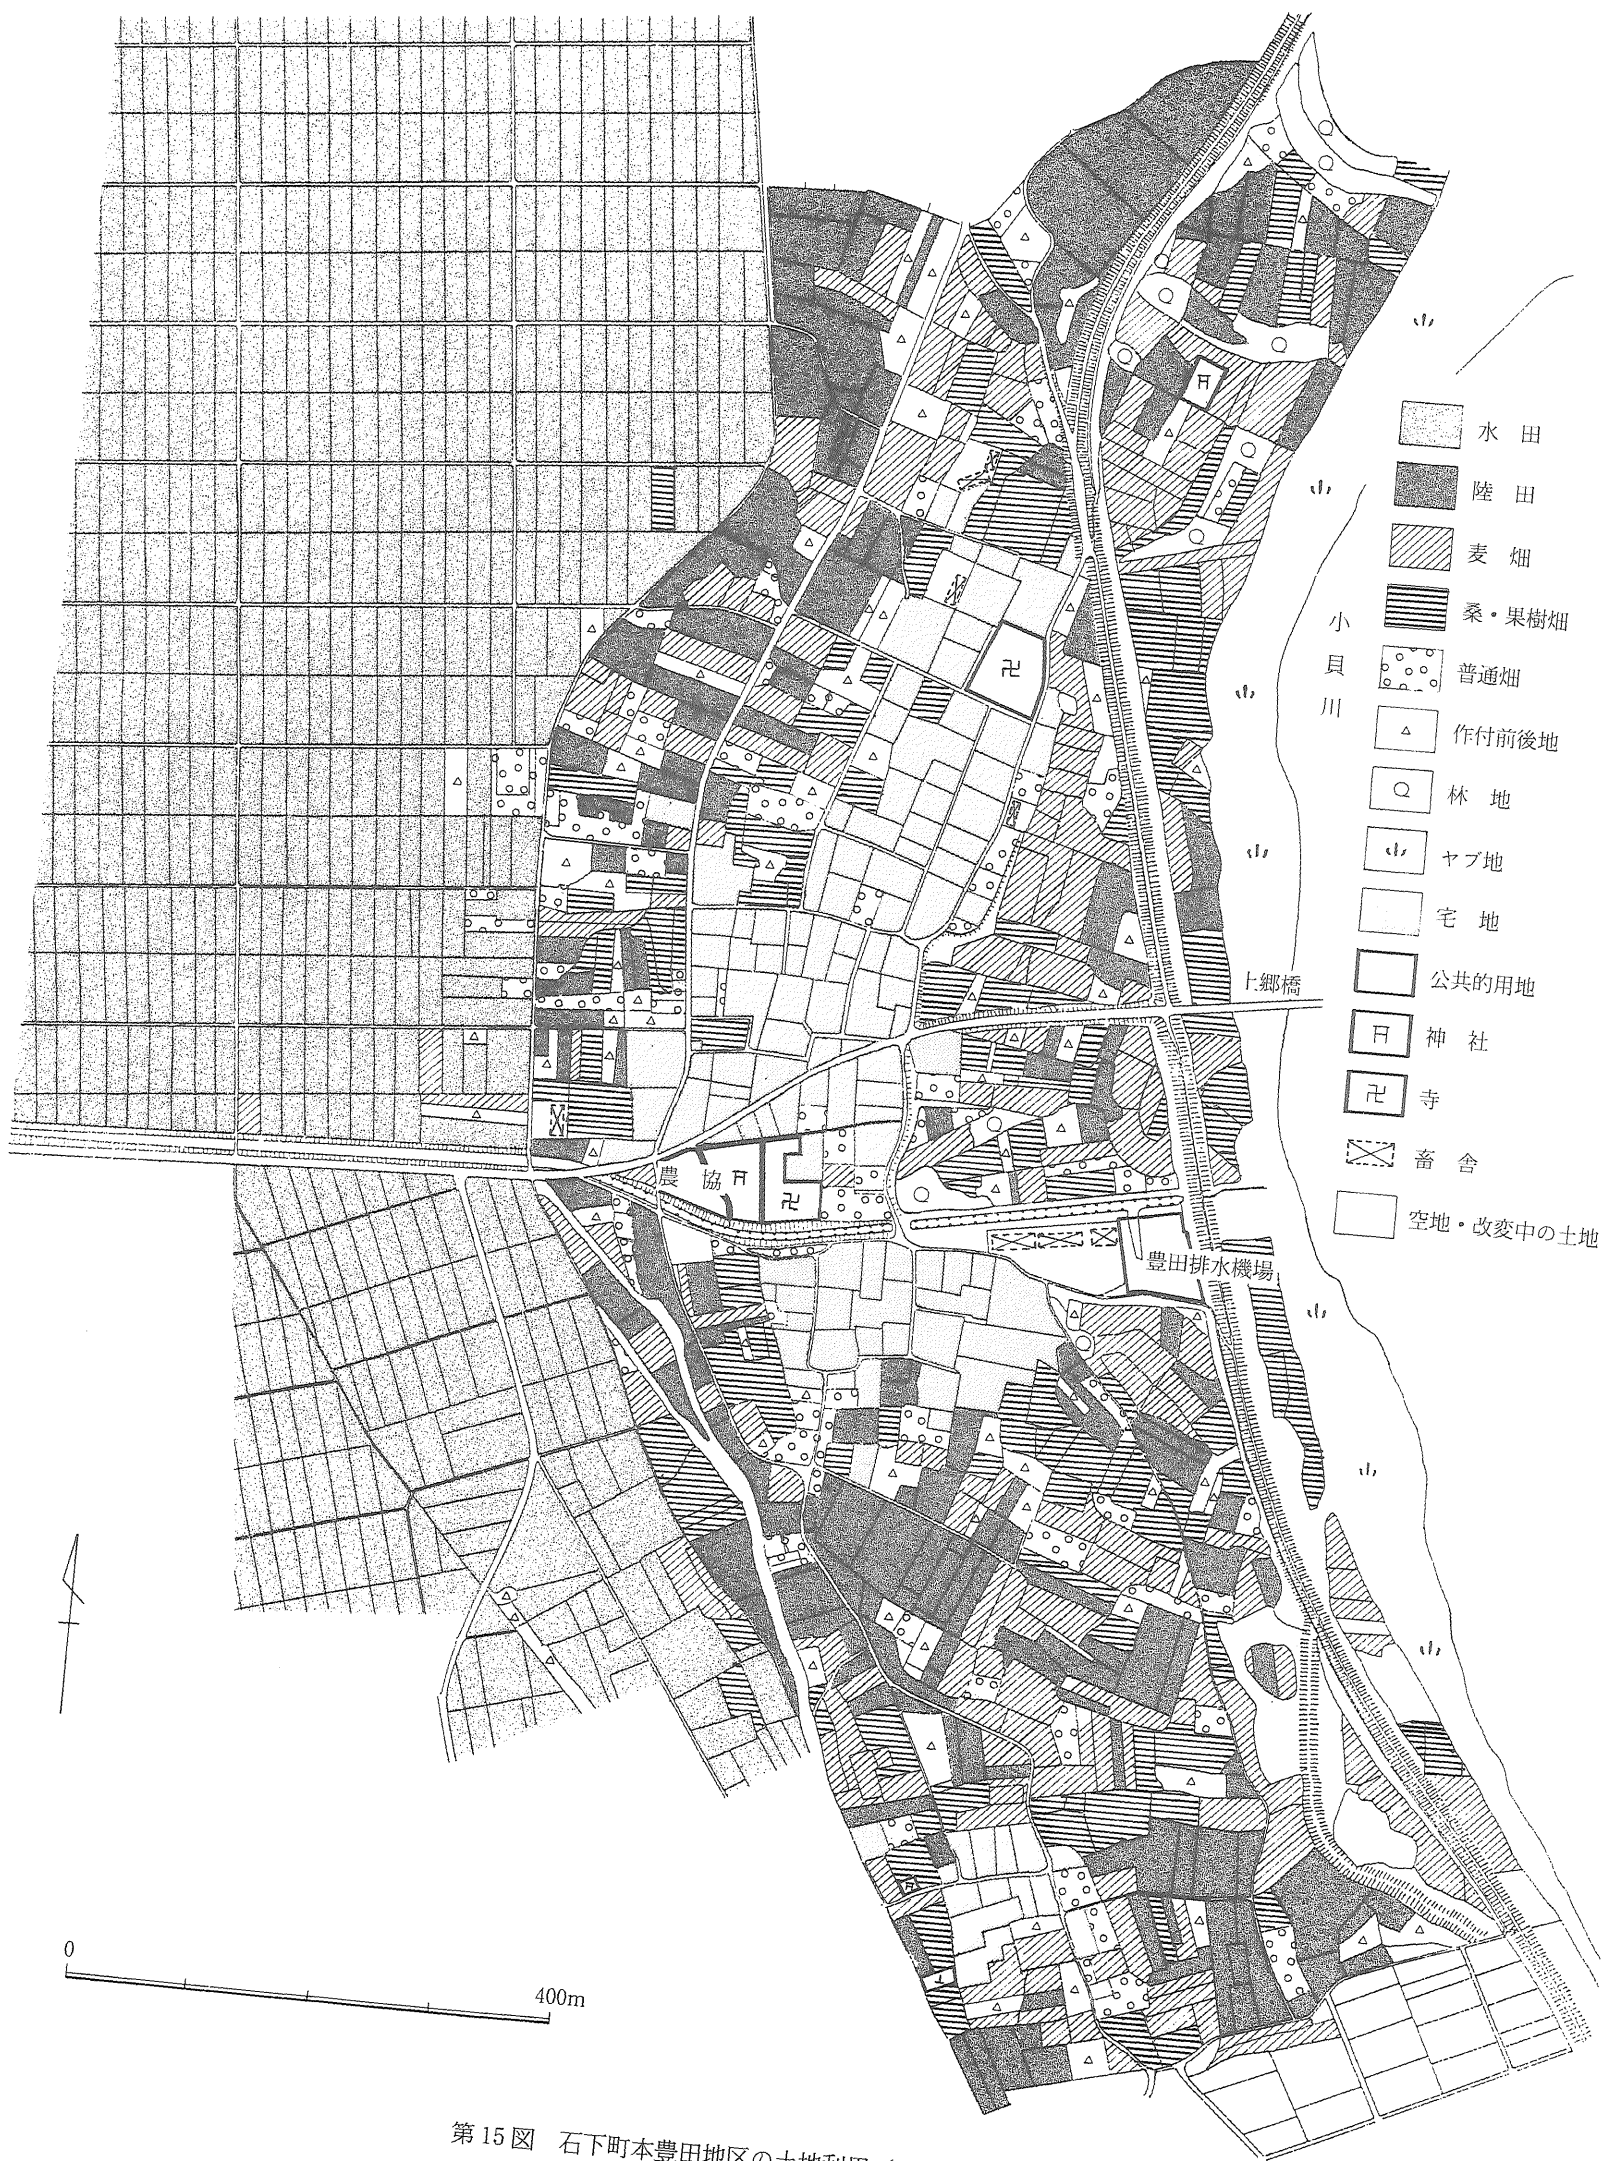 水田
陸田
麦畑
桑・果樹畑
普通畑
作付前後地
林地
ヤブ地
宅地
公共的用地
神社
寺
畜舎
空地・改変中の土地
小貝川
上郷橋
農協
豊田排水機場
0
400m
第15図 石下町本豊田地区の土地利用